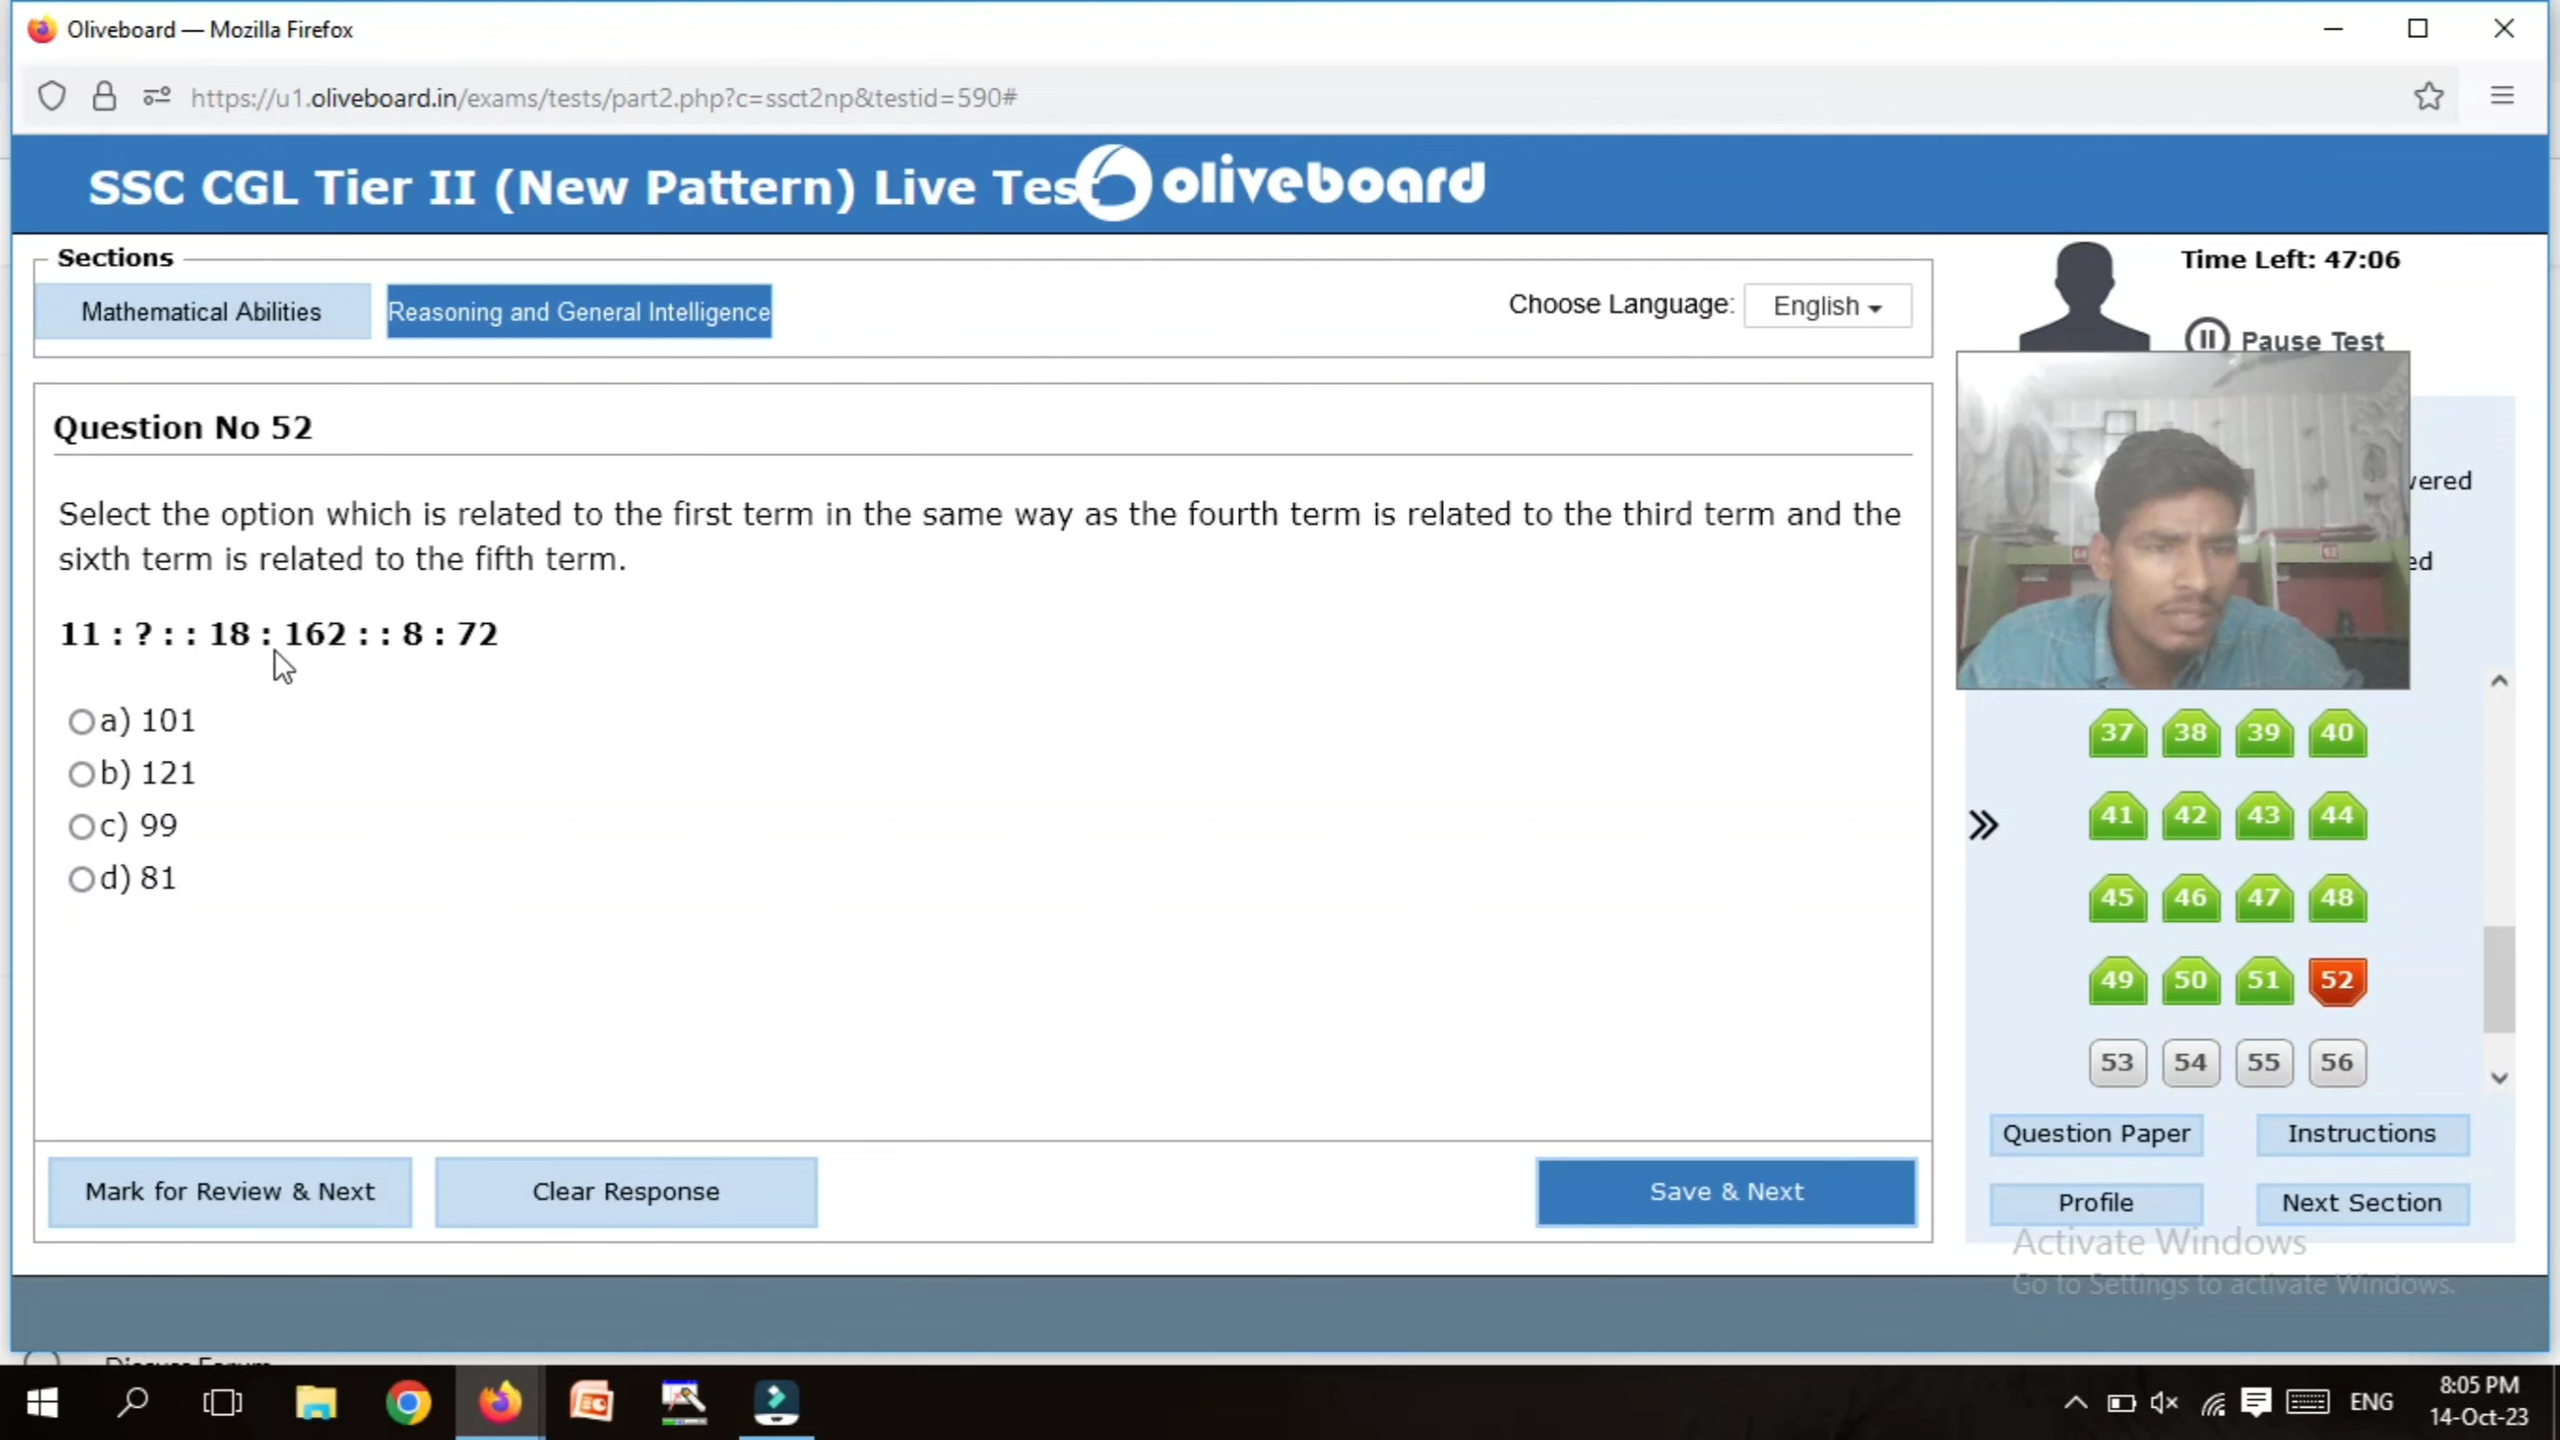 Oliveboard — Mozilla Firefox
https://u1.oliveboard.in/exams/tests/part2.php?c=ssct2np&testid=590#
SSC CGL Tier II (New Pattern) Live Tes
oliveboard
Sections
Mathematical Abilities
Reasoning and General Intelligence
Choose Language:
English
Time Left: 47:06
Pause Test
Question No 52
Select the option which is related to the first term in the same way as the fourth term is related to the third term and the
sixth term is related to the fifth term.
11 : ? : : 18 : 162 : : 8 : 72
a) 101
b) 121
c) 99
d) 81
vered
ed
37 38 39 40
41 42 43 44
45 46 47 48
49 50 51 52
53 54 55 56
Question Paper
Instructions
Profile
Next Section
Mark for Review & Next
Clear Response
Save & Next
Activate Windows
Go to Settings to activate Windows.
Discuss Forum
ENG
8:05 PM
14-Oct-23